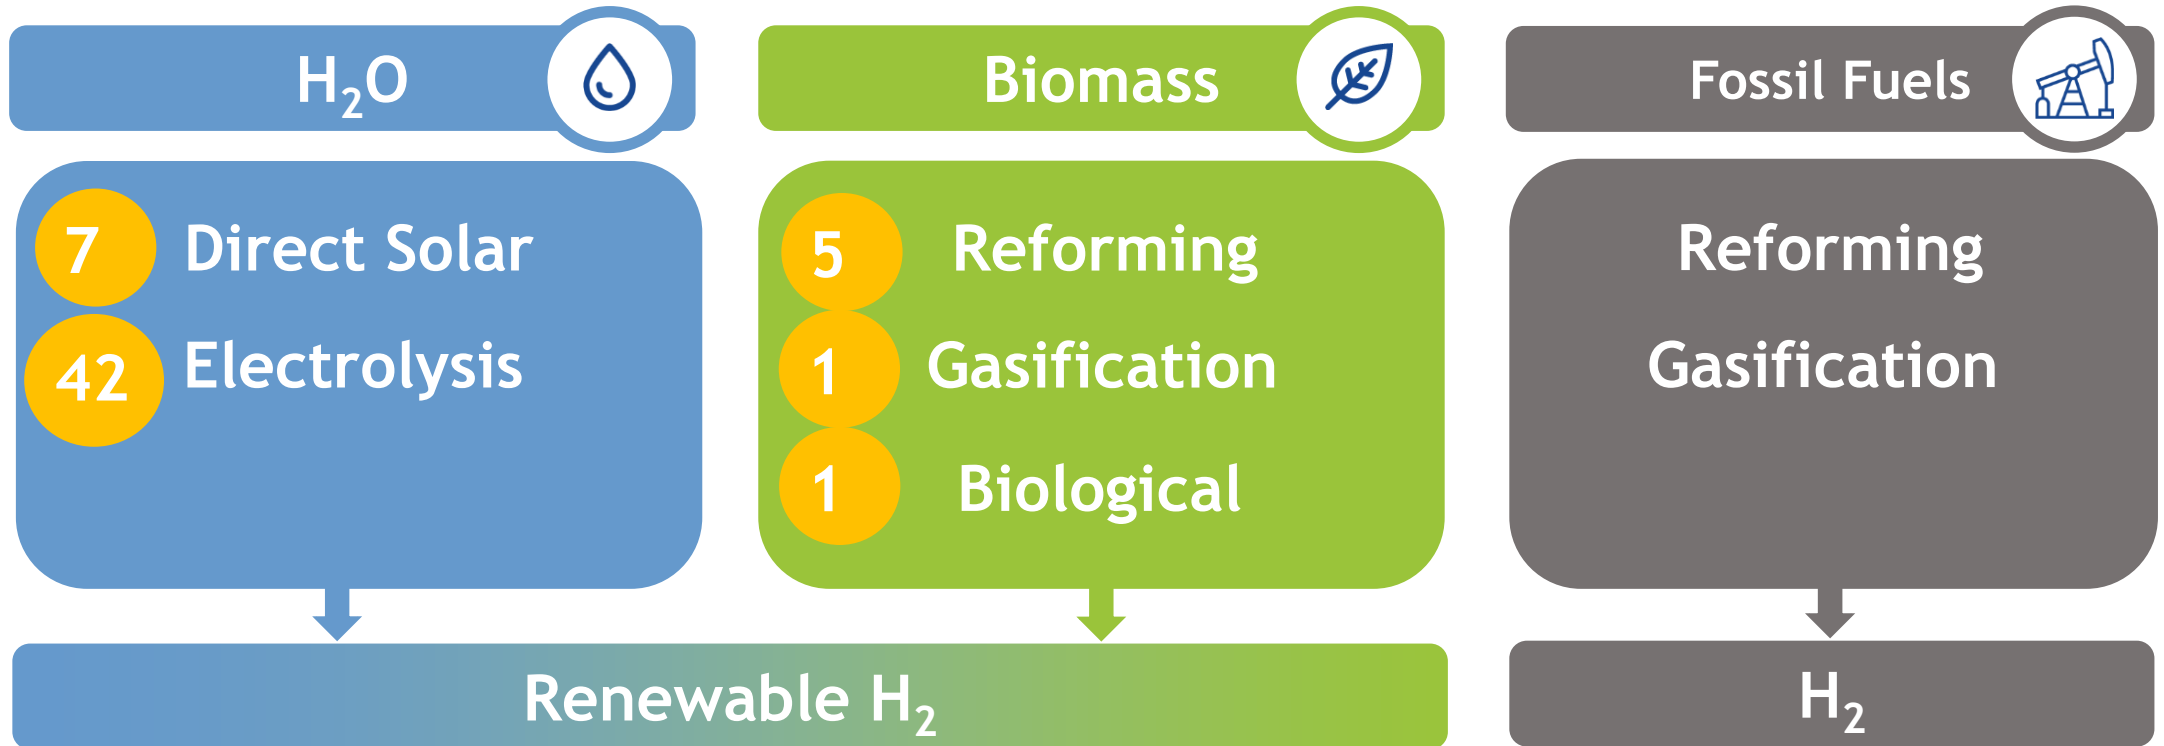 H₂O
7 Direct Solar
42 Electrolysis
Biomass
5 Reforming
1 Gasification
1 Biological
Renewable H₂
Fossil Fuels
Reforming
Gasification
H₂